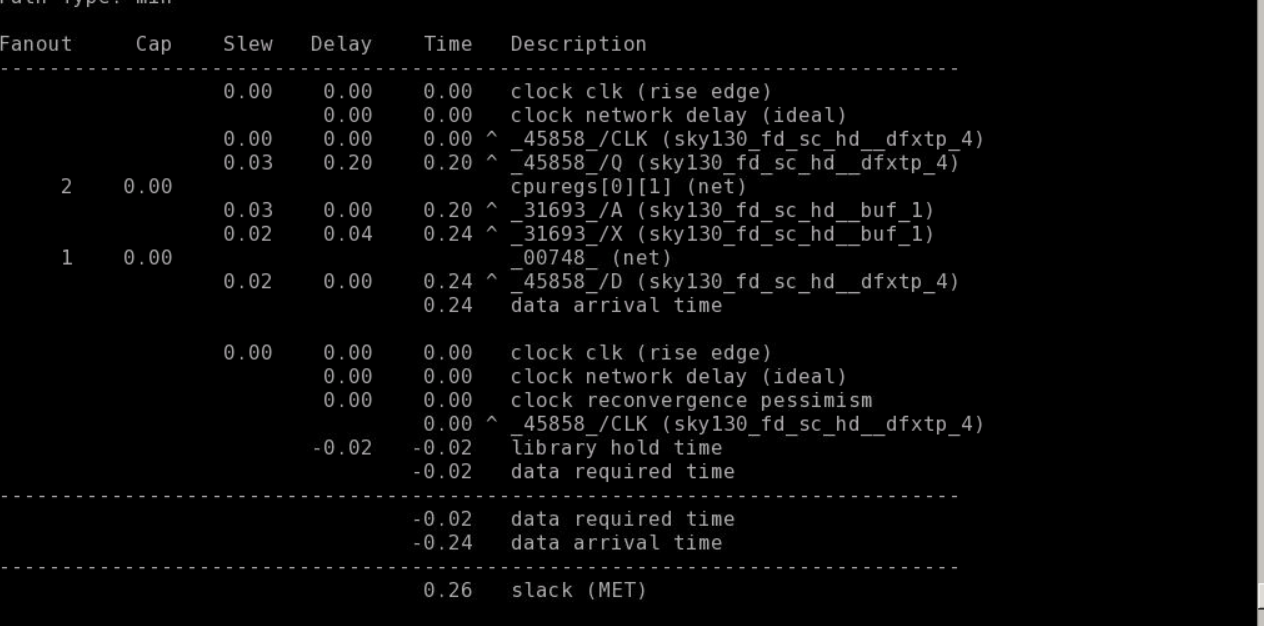 Path Type: min
Fanout     Cap    Slew   Delay    Time   Description
-----------------------------------------------------------------------------
                  0.00    0.00    0.00   clock clk (rise edge)
                          0.00    0.00   clock network delay (ideal)
                  0.00    0.00    0.00 ^ _45858_/CLK (sky130_fd_sc_hd__dfxtp_4)
                  0.03    0.20    0.20 ^ _45858_/Q (sky130_fd_sc_hd__dfxtp_4)
     2    0.00                           cpuregs[0][1] (net)
                  0.03    0.00    0.20 ^ _31693_/A (sky130_fd_sc_hd__buf_1)
                  0.02    0.04    0.24 ^ _31693_/X (sky130_fd_sc_hd__buf_1)
     1    0.00                           _00748_ (net)
                  0.02    0.00    0.24 ^ _45858_/D (sky130_fd_sc_hd__dfxtp_4)
                                  0.24   data arrival time
                  0.00    0.00    0.00   clock clk (rise edge)
                          0.00    0.00   clock network delay (ideal)
                          0.00    0.00   clock reconvergence pessimism
                                  0.00 ^ _45858_/CLK (sky130_fd_sc_hd__dfxtp_4)
                         -0.02   -0.02   library hold time
                                 -0.02   data required time
-----------------------------------------------------------------------------
                                 -0.02   data required time
                                 -0.24   data arrival time
-----------------------------------------------------------------------------
                                  0.26   slack (MET)